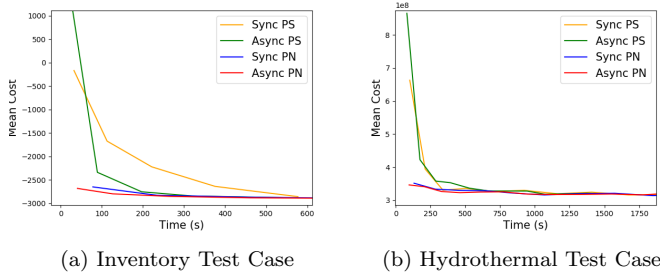 1e8
Sync PS
Async PS
Sync PN
Async PN
Mean Cost
1000
500
0
−500
−1000
−1500
−2000
−2500
−3000
0 100 200 300 400 500 600
Time (s)
(a) Inventory Test Case
Sync PS
Async PS
Sync PN
Async PN
Mean Cost
8
7
6
5
4
3
0 250 500 750 1000 1250 1500 1750
Time (s)
(b) Hydrothermal Test Case